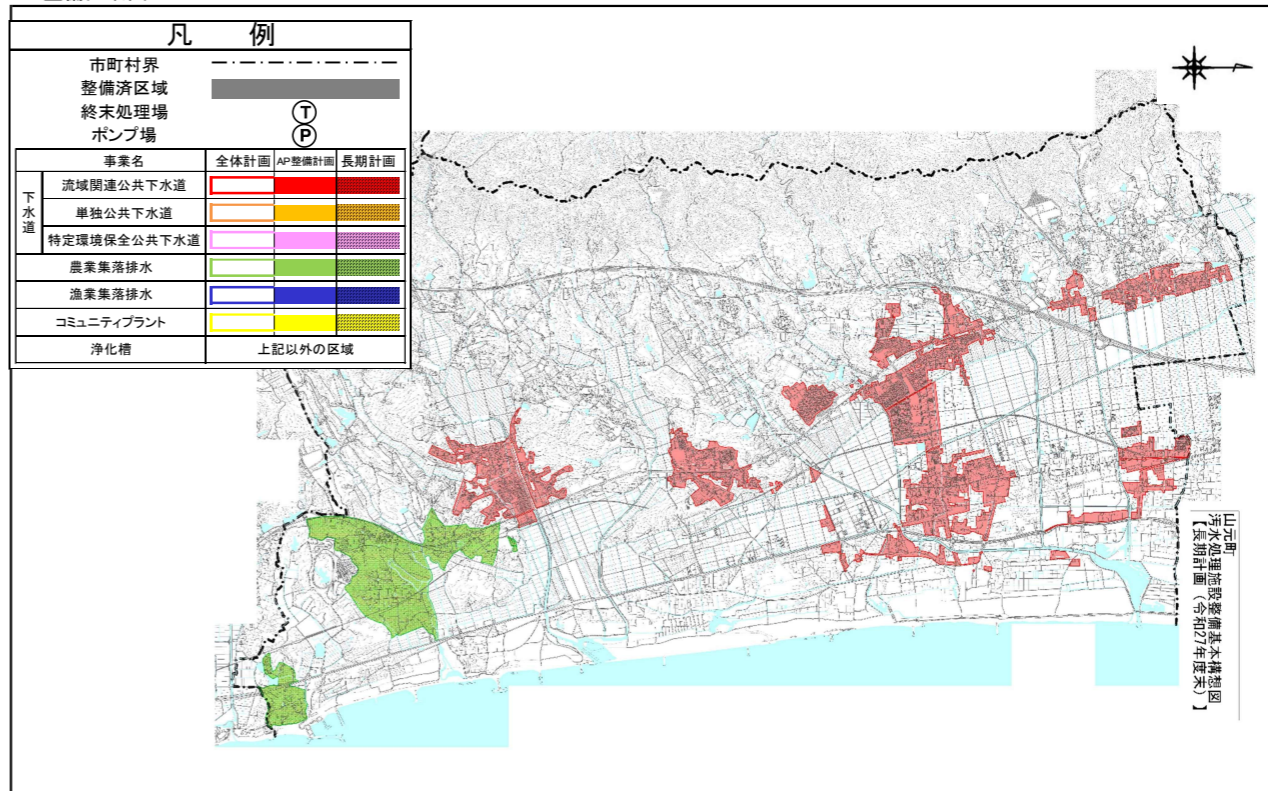 凡 例
市町村界
整備済区域
終末処理場 T
ポンプ場 P
事業名 全体計画 AP整備計画 長期計画
下水道
流域関連公共下水道
単独公共下水道
特定環境保全公共下水道
農業集落排水
漁業集落排水
コミュニティプラント
浄化槽 上記以外の区域
山元町
汚水処理施設整備基本構想図
【長期計画(令和27年度末)】